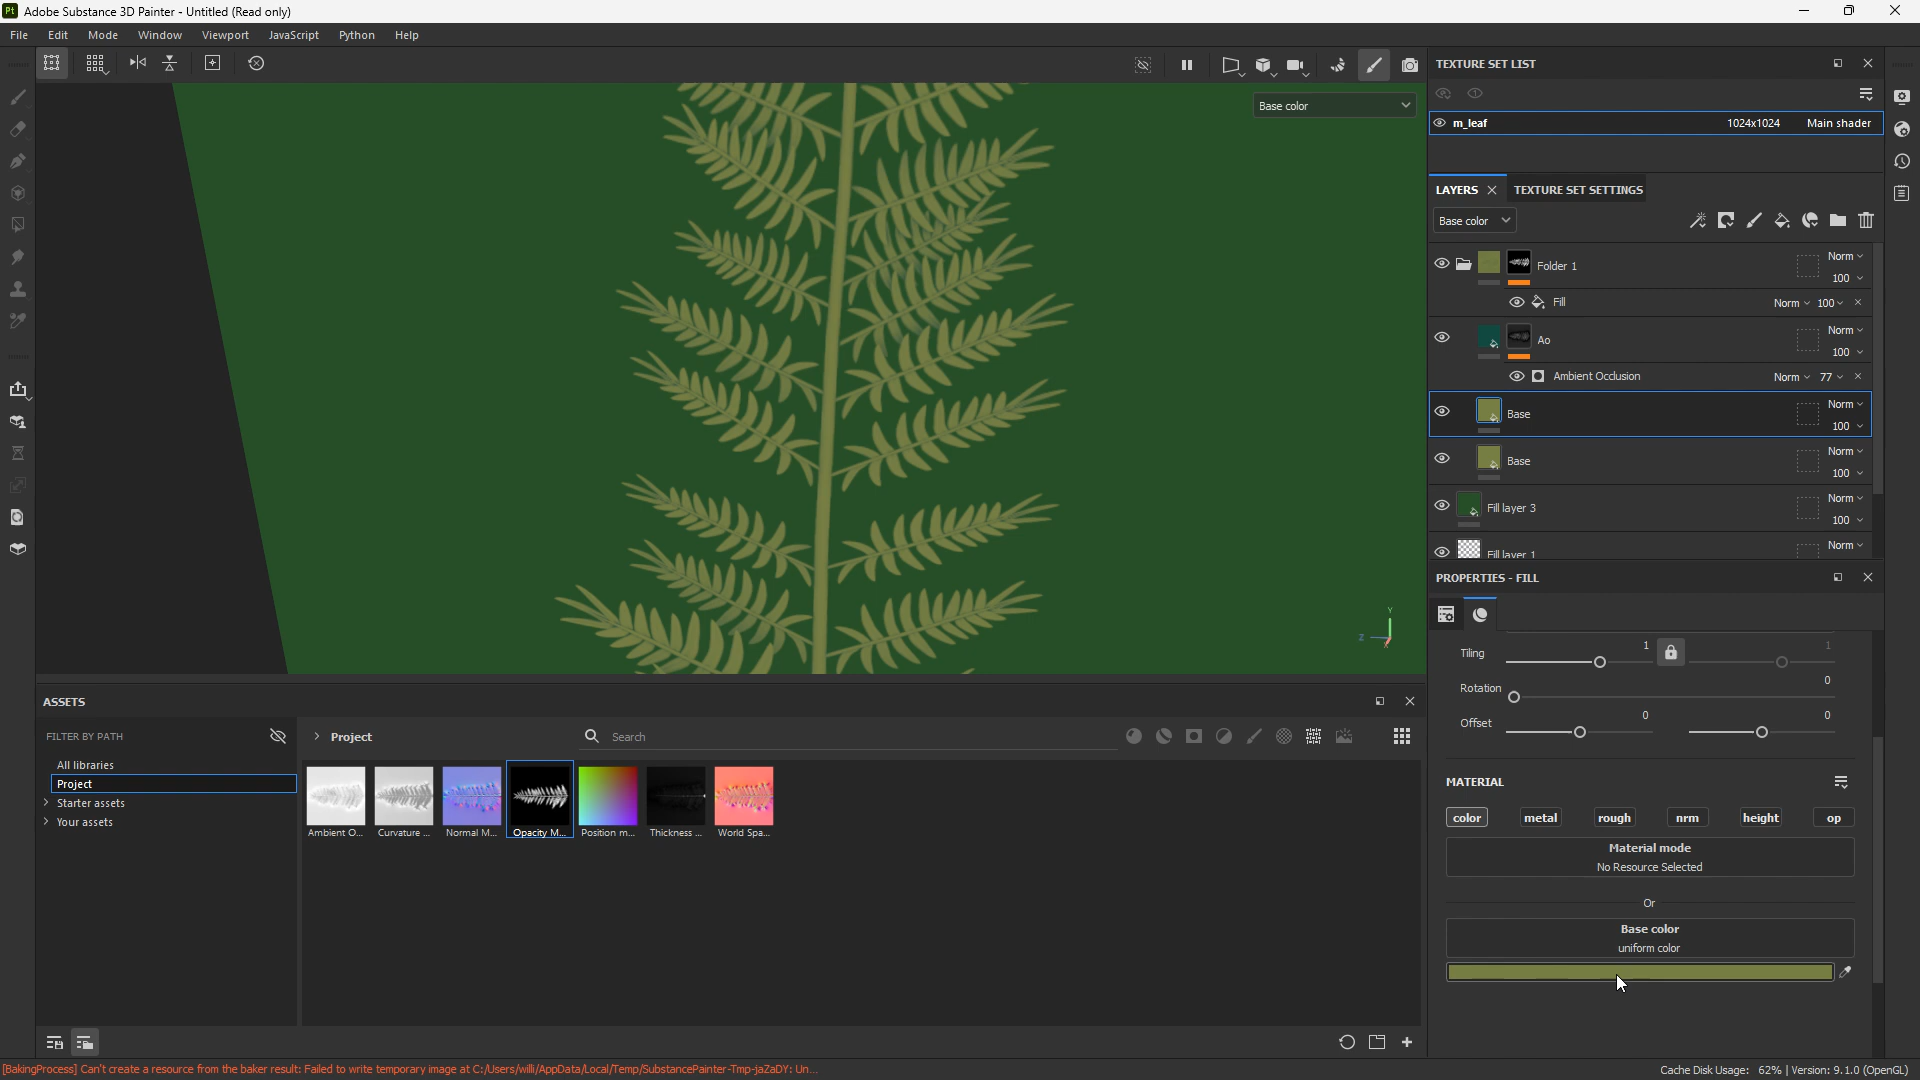 Pt Adobe Substance 3D Painter - Untitled (Read only)
File Edit Mode Window Viewport JavaScript Python Help
Base color
TEXTURE SET LIST
m_leaf 1024x1024 Main shader
LAYERS TEXTURE SET SETTINGS
Base color
Folder 1 Norm 100
Fill Norm 100
Ao Norm 100
Ambient Occlusion Norm 77
Base Norm 100
Base Norm 100
Fill layer 3 Norm 100
Fill layer 1 Norm
PROPERTIES - FILL
Tiling 1 1
Rotation 0
Offset 0 0
MATERIAL
color metal rough nrm height op
Material mode
No Resource Selected
Or
Base color
uniform color
Y
Z
X
ASSETS
FILTER BY PATH
Project
Search
All libraries
Project
Starter assets
Your assets
Ambient O... Curvature ... Normal M... Opacity M... Position m... Thickness ... World Spa...
[BakingProcess] Can't create a resource from the baker result: Failed to write temporary image at C:/Users/willi/AppData/Local/Temp/SubstancePainter-Tmp-jaZaDY: Un...
Cache Disk Usage: 62% | Version: 9.1.0 (OpenGL)